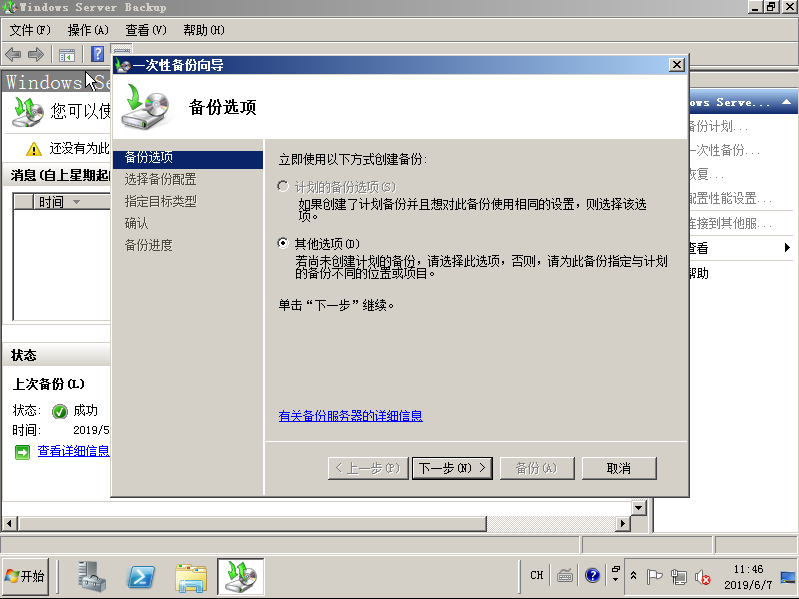 Windows Server Backup
文件(F) 操作(A) 查看(V) 帮助(H)
Windows Se
您可以使
还没有为此
消息(自上星期起
时间
状态
上次备份(L)
状态: 成功
时间: 2019/5
查看详细信息
一次性备份向导
备份选项
备份选项
选择备份配置
指定目标类型
确认
备份进度
立即使用以下方式创建备份:
计划的备份选项(S)
如果创建了计划备份并且想对此备份使用相同的设置，则选择该选
项。
其他选项(D)
若尚未创建计划的备份，请选择此选项，否则，请为此备份指定与计划
的备份不同的位置或项目。
单击“下一步”继续。
有关备份服务器的详细信息
< 上一步(P) 下一步(N) > 备份(A) 取消
ows Serve...
备份计划...
一次性备份...
恢复...
配置性能设置...
连接到其他服...
查看
帮助
开始
CH
11:46
2019/6/7